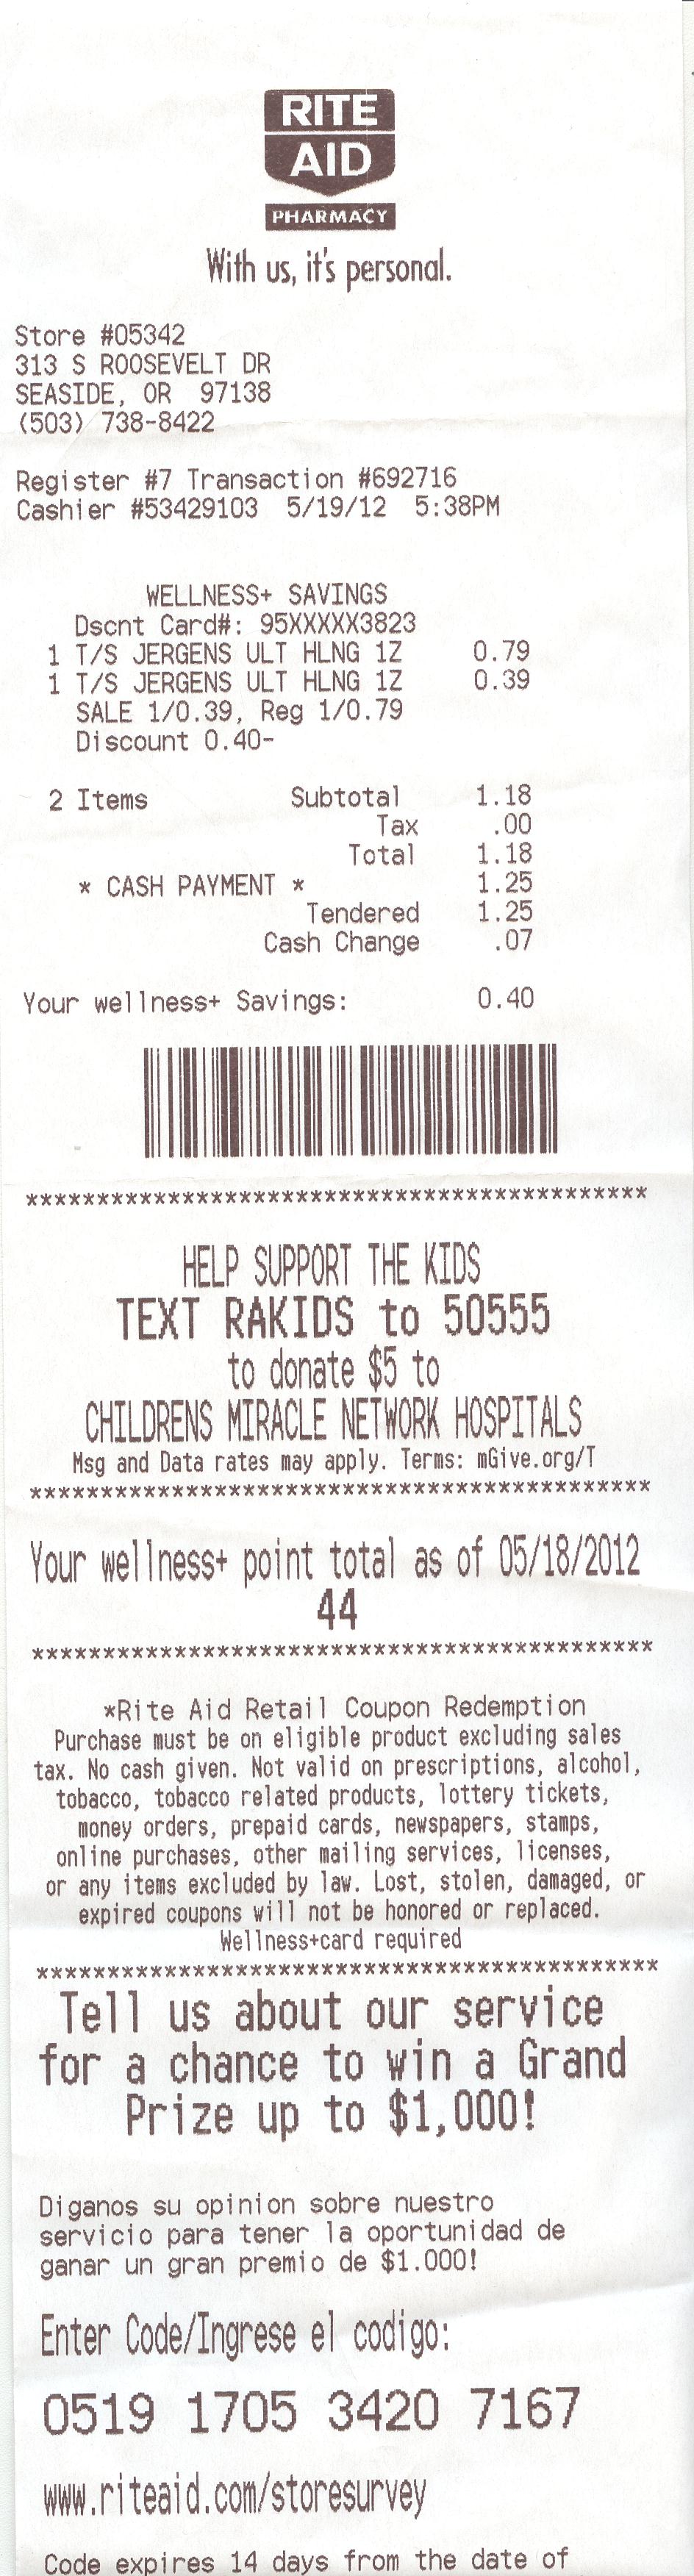 RITE
AID
PHARMACY
With us, it's personal.
Store #05342
313 S ROOSEVELT DR
SEASIDE, OR 97138
(503) 738-8422
Register #7 Transaction #692716
Cashier #53429103 5/19/12 5:38PM
WELLNESS+ SAVINGS
Dscnt Card#: 95XXXXX3823
1 T/S JERGENS ULT HLNG 1Z 0.79
1 T/S JERGENS ULT HLNG 1Z 0.39
SALE 1/0.39, Reg 1/0.79
Discount 0.40-
2 Items Subtotal 1.18
Tax .00
Total 1.18
* CASH PAYMENT * 1.25
Tendered 1.25
Cash Change .07
Your wellness+ Savings: 0.40
********************************************
HELP SUPPORT THE KIDS
TEXT RAKIDS to 50555
to donate $5 to
CHILDRENS MIRACLE NETWORK HOSPITALS
Msg and Data rates may apply. Terms: mGive.org/T
********************************************
Your wellness+ point total as of 05/18/2012
44
********************************************
*Rite Aid Retail Coupon Redemption
Purchase must be on eligible product excluding sales
tax. No cash given. Not valid on prescriptions, alcohol,
tobacco, tobacco related products, lottery tickets,
money orders, prepaid cards, newspapers, stamps,
online purchases, other mailing services, licenses,
or any items excluded by law. Lost, stolen, damaged, or
expired coupons will not be honored or replaced.
Wellness+card required
********************************************
Tell us about our service
for a chance to win a Grand
Prize up to $1,000!
Diganos su opinion sobre nuestro
servicio para tener la oportunidad de
ganar un gran premio de $1.000!
Enter Code/Ingrese el codigo:
0519 1705 3420 7167
www.riteaid.com/storesurvey
Code expires 14 days from the date of